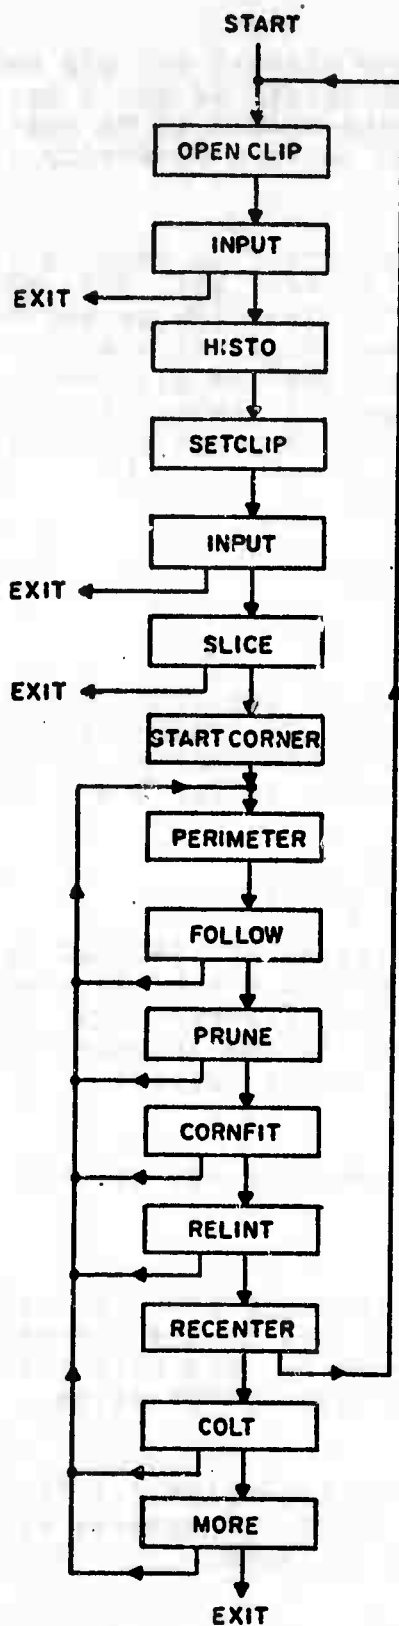 START
OPEN CLIP
INPUT
EXIT
HISTO
SETCLIP
INPUT
EXIT
SLICE
EXIT
START CORNER
PERIMETER
FOLLOW
PRUNE
CORNFIT
RELINT
RECENTER
COLT
MORE
EXIT